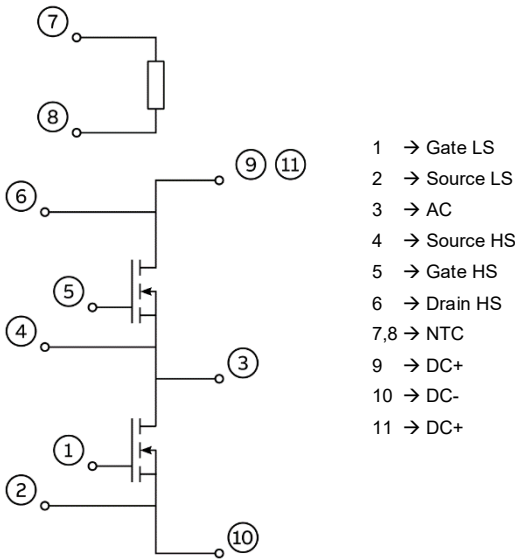 7
8
9 11
6
5
4
3
1
2
10
1 → Gate LS
2 → Source LS
3 → AC
4 → Source HS
5 → Gate HS
6 → Drain HS
7,8 → NTC
9 → DC+
10 → DC-
11 → DC+